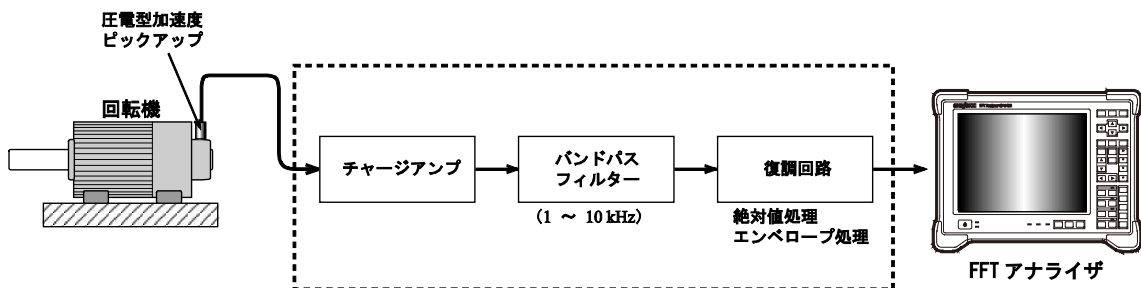 圧電型加速度
ピックアップ
回転機
チャージアンプ
バンドパス
フィルター
(1 ~ 10 kHz)
復調回路
絶対値処理
エンベロープ処理
FFT アナライザ